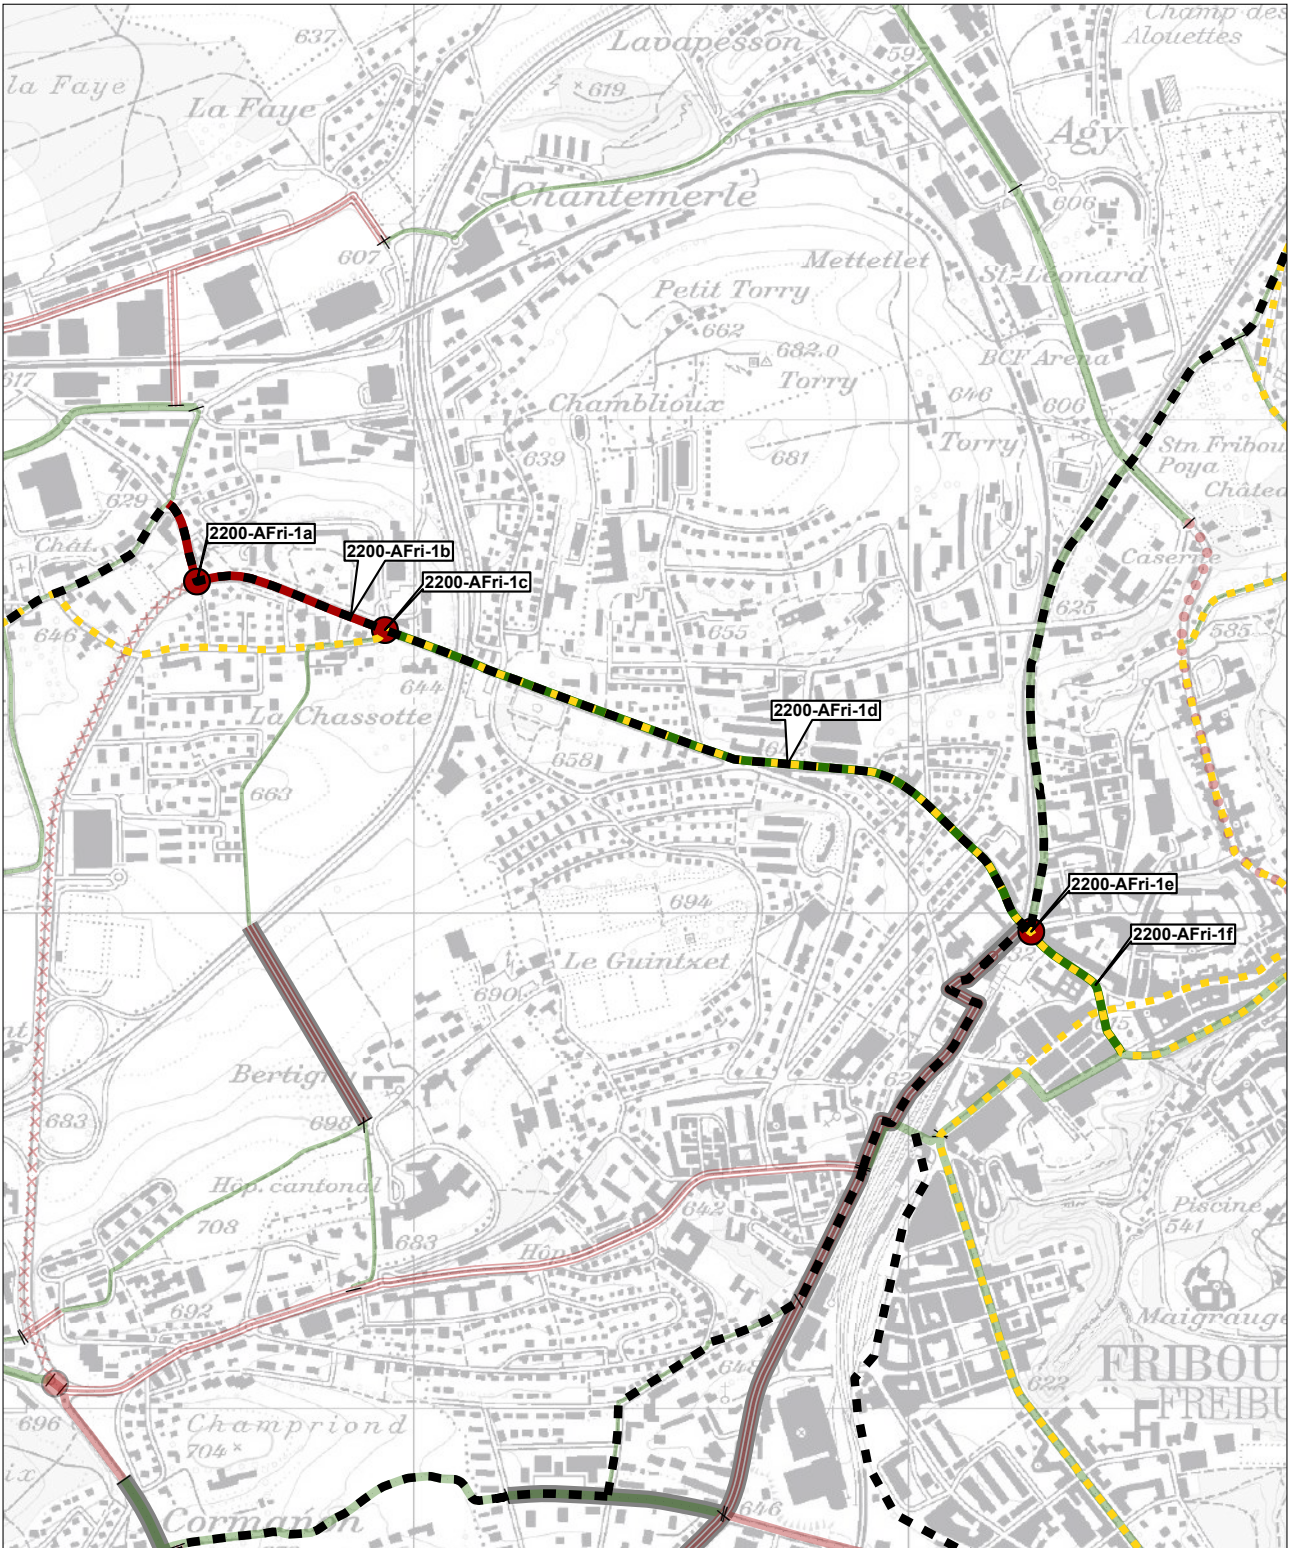 Champ des
Alouettes
637
Lavapesson
597
la Faye
La Faye
619
Agy
Chantemerle
606
607
Mettetlet
St-Léonard
Petit Torry
662
682.0
Torry
BCF Arena
617
Chamblioux
646
606
Torry
639
681
Stn Fribou
Poya
629
Châtea
2200-AFri-1a
Chât.
2200-AFri-1b
Caserne
2200-AFri-1c
625
646
655
585
644
La Chassotte
2200-AFri-1d
658
663
2200-AFri-1e
694
2200-AFri-1f
Le Guintzet
690
Bertigny
683
698
Hôp. cantonal
642
Piscine
541
708
683
Hôp.
692
Maigrauge
648
FRIBOU
FREIBU
622
696
Champriond
704
ix
646
Cormanon